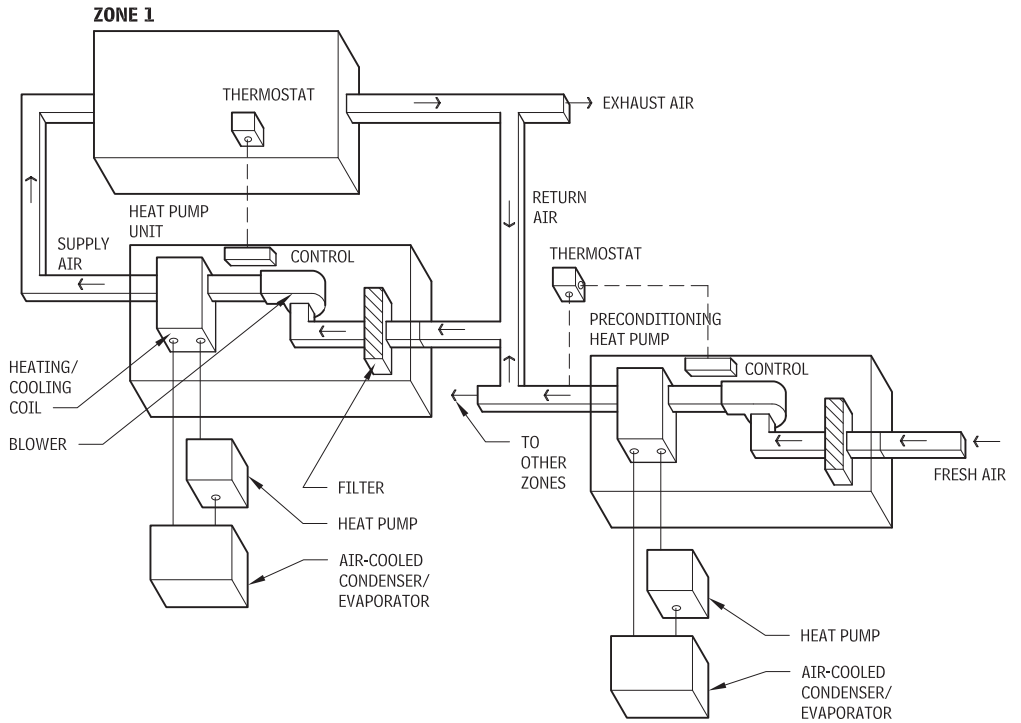 ZONE 1
THERMOSTAT
EXHAUST AIR
HEAT PUMP
UNIT
RETURN
AIR
SUPPLY
AIR
CONTROL
THERMOSTAT
PRECONDITIONING
HEAT PUMP
HEATING/
COOLING
COIL
CONTROL
BLOWER
TO
OTHER
ZONES
FRESH AIR
FILTER
HEAT PUMP
AIR-COOLED
CONDENSER/
EVAPORATOR
HEAT PUMP
AIR-COOLED
CONDENSER/
EVAPORATOR